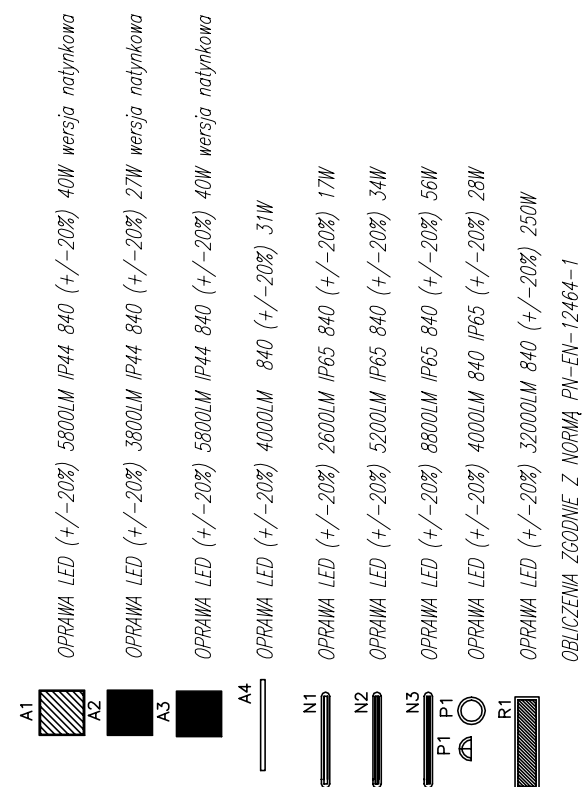 A1
OPRAWA LED (+/-20%) 5800LM IP44 840 (+/-20%) 40W wersja natynkowa
A2
OPRAWA LED (+/-20%) 3800LM IP44 840 (+/-20%) 27W wersja natynkowa
A3
OPRAWA LED (+/-20%) 5800LM IP44 840 (+/-20%) 40W wersja natynkowa
A4
OPRAWA LED (+/-20%) 4000LM 840 (+/-20%) 31W
N1
OPRAWA LED (+/-20%) 2600LM IP65 840 (+/-20%) 17W
N2
OPRAWA LED (+/-20%) 5200LM IP65 840 (+/-20%) 34W
N3
OPRAWA LED (+/-20%) 8800LM IP65 840 (+/-20%) 56W
P1 P1
OPRAWA LED (+/-20%) 4000LM 840 IP65 (+/-20%) 28W
R1
OPRAWA LED (+/-20%) 32000LM 840 (+/-20%) 250W
OBLICZENIA ZGODNIE Z NORMĄ PN-EN-12464-1